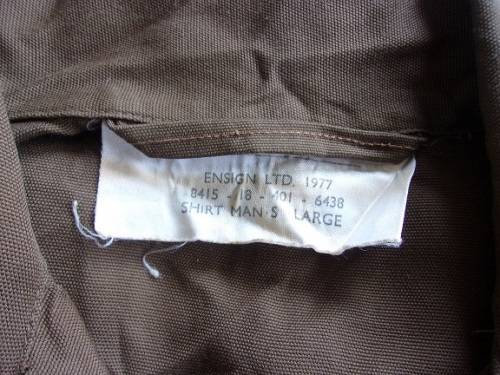 ENSIGN LTD. 1977
8415 - 18 - 101 - 6438
SHIRT MAN'S LARGE